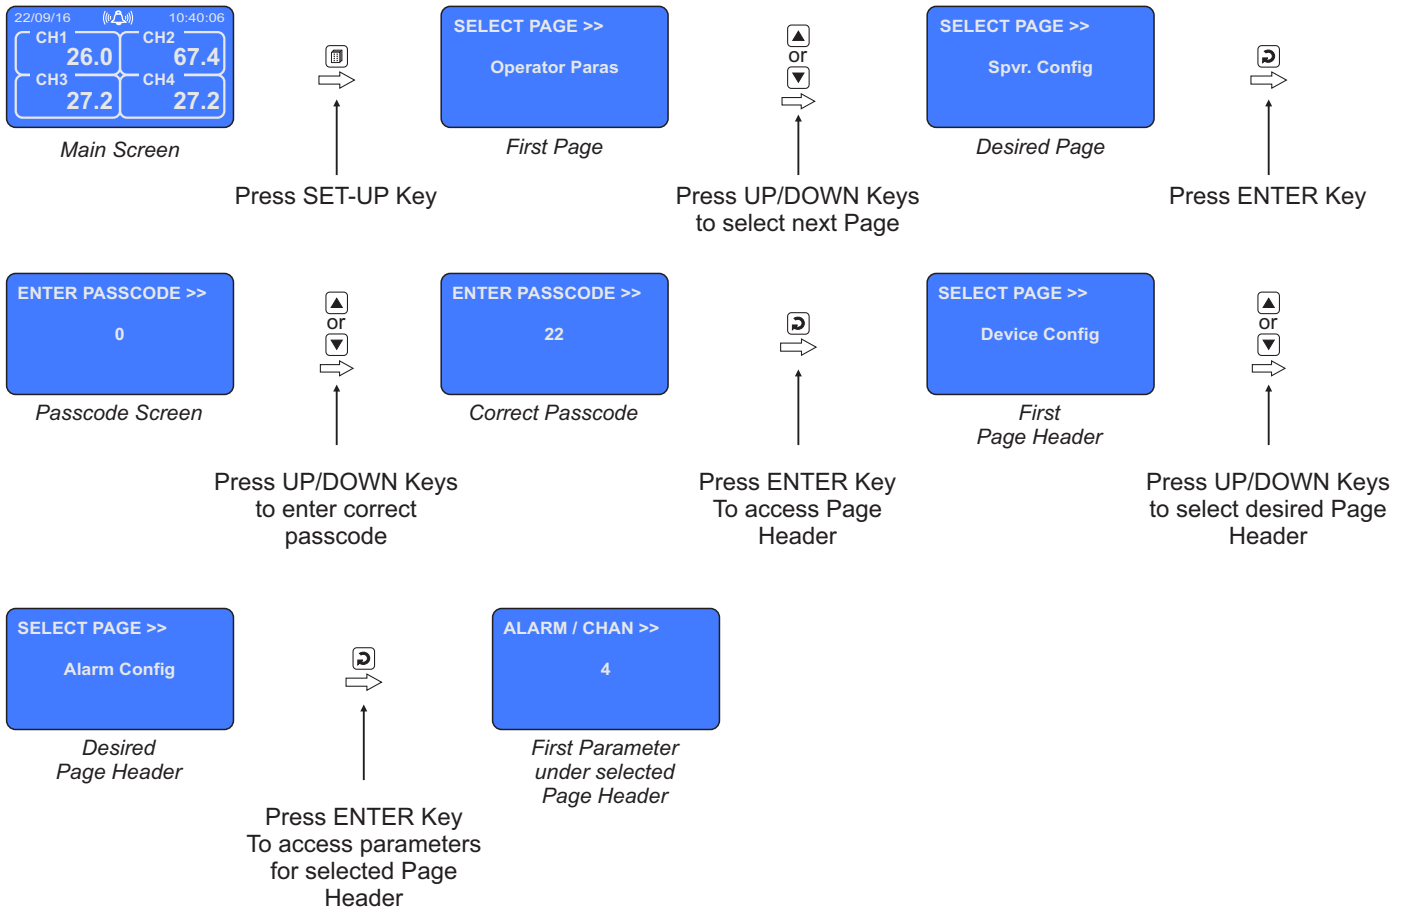 22/09/16 10:40:06
CH1 CH2
26.0 67.4
CH3 CH4
27.2 27.2
Main Screen
Press SET-UP Key
SELECT PAGE >>
Operator Paras
First Page
or
Press UP/DOWN Keys
to select next Page
SELECT PAGE >>
Spvr. Config
Desired Page
Press ENTER Key
ENTER PASSCODE >>
0
Passcode Screen
or
Press UP/DOWN Keys
to enter correct
passcode
ENTER PASSCODE >>
22
Correct Passcode
Press ENTER Key
To access Page
Header
SELECT PAGE >>
Device Config
First
Page Header
or
Press UP/DOWN Keys
to select desired Page
Header
SELECT PAGE >>
Alarm Config
Desired
Page Header
Press ENTER Key
To access parameters
for selected Page
Header
ALARM / CHAN >>
4
First Parameter
under selected
Page Header